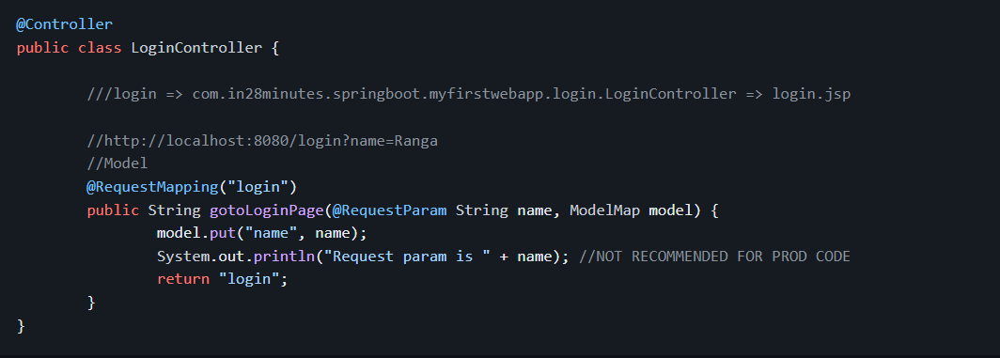 @Controller
public class LoginController {
///login => com.in28minutes.springboot.myfirstwebapp.login.LoginController => login.jsp
//http://localhost:8080/login?name=Ranga
//Model
@RequestMapping("login")
public String gotoLoginPage(@RequestParam String name, ModelMap model) {
model.put("name", name);
System.out.println("Request param is " + name); //NOT RECOMMENDED FOR PROD CODE
return "login";
}
}